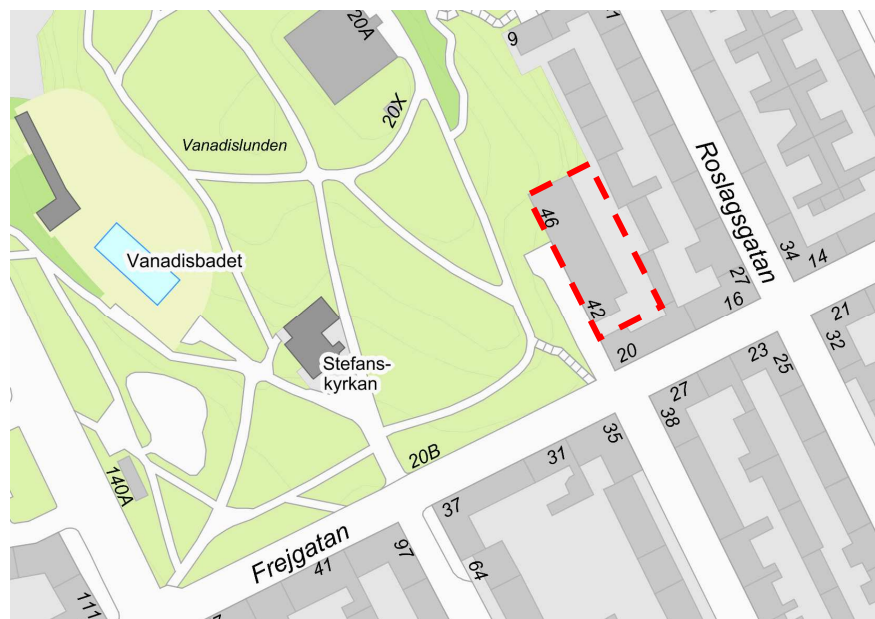 20A
11
9
20X
Vanadislunden
Roslagsgatan
46
34
14
Vanadisbadet
27
16
42
21
32
20
23
25
Stefans-
kyrkan
27
38
35
31
20B
140A
37
Frejgatan
97
41
64
111